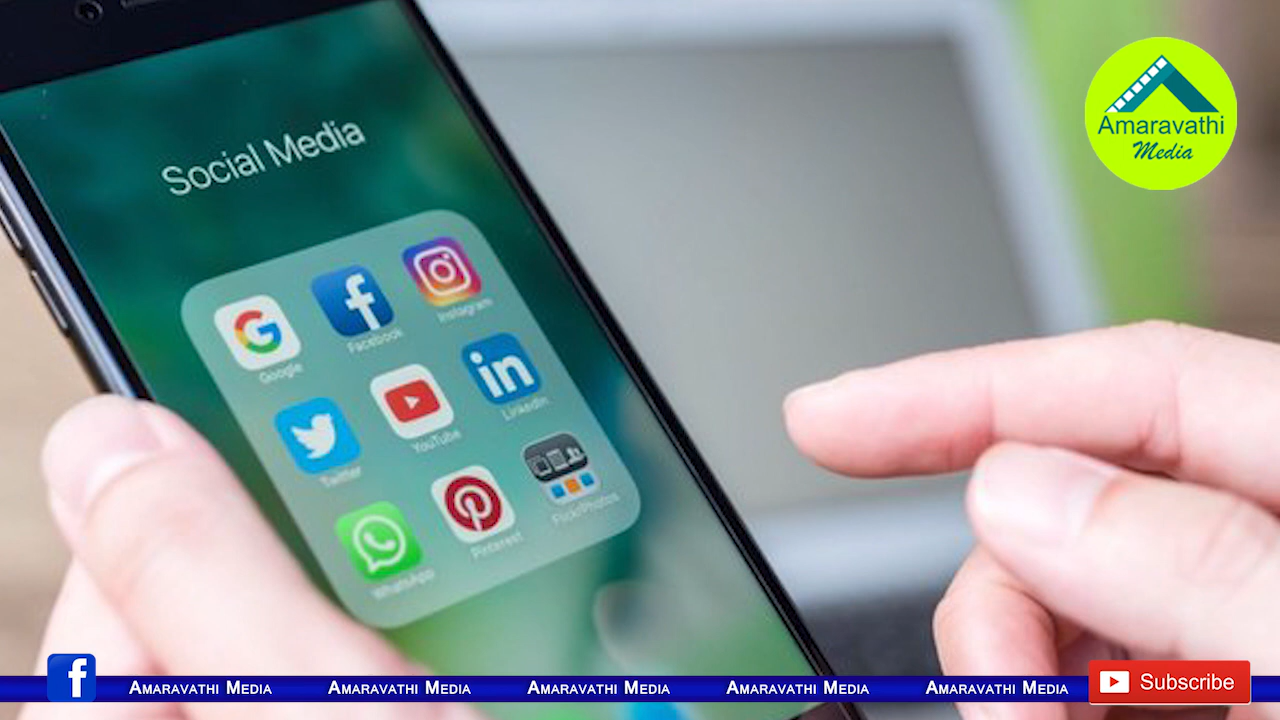 Social Media
Amaravathi
Media
Google
Facebook
Instagram
Twitter
YouTube
LinkedIn
WhatsApp
Pinterest
Flickr/Photos
Amaravathi Media Amaravathi Media Amaravathi Media Amaravathi Media Amaravathi Media
Subscribe